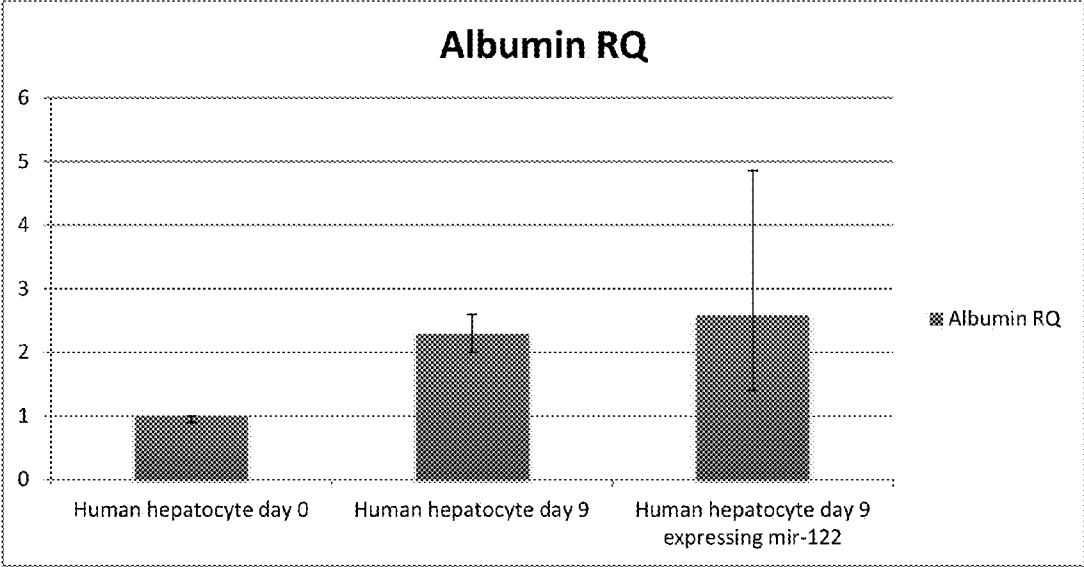 Albumin RQ
6
5
4
3
2
1
0
Human hepatocyte day 0
Human hepatocyte day 9
Human hepatocyte day 9
expressing mir-122
Albumin RQ